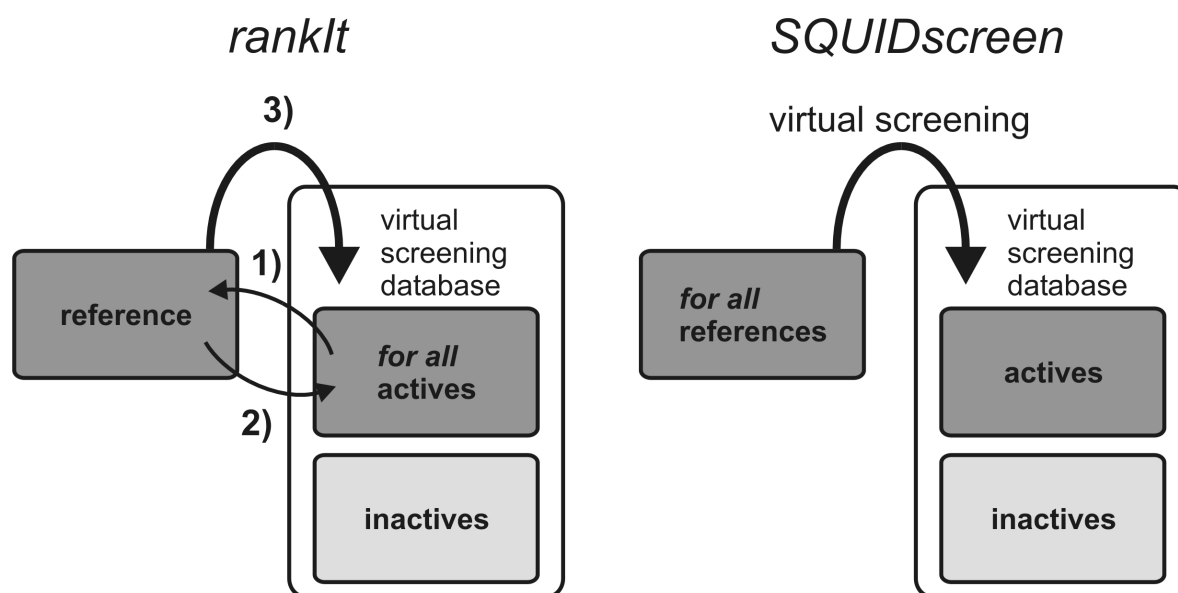 rankIt
3)
virtual
screening
database
1)
reference
for all
actives
2)
inactives
SQUIDscreen
virtual screening
virtual
screening
database
for all
references
actives
inactives